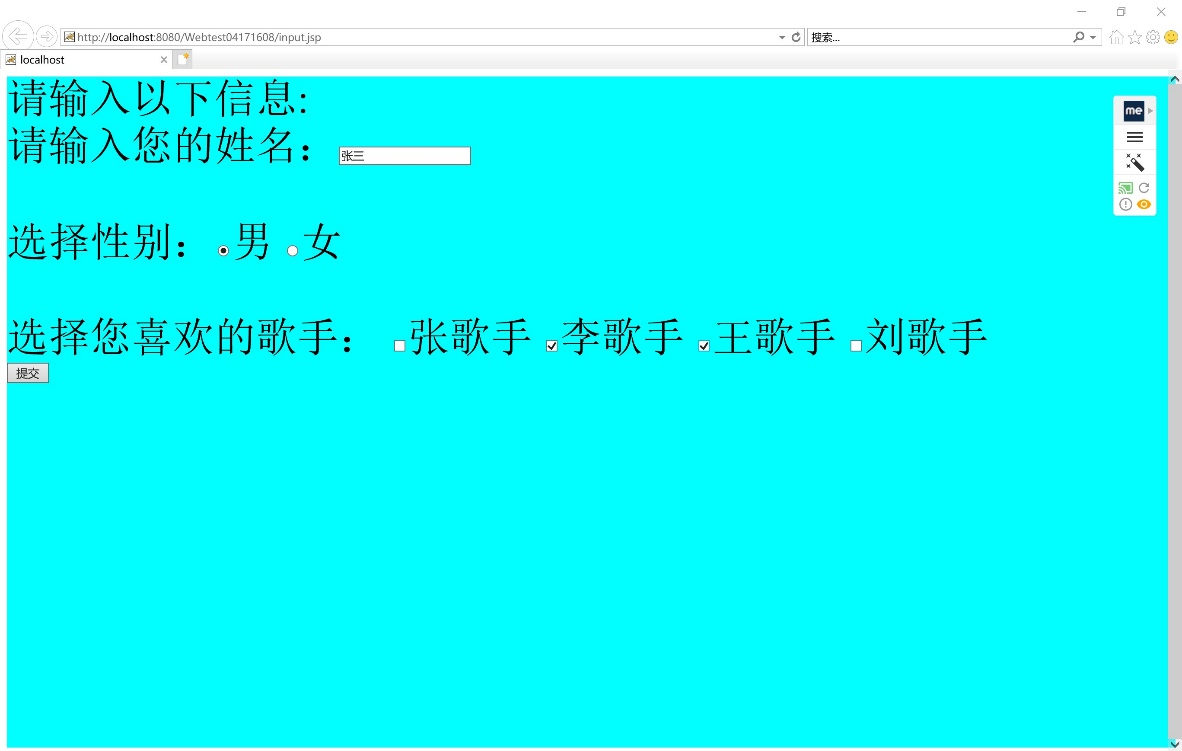 http://localhost:8080/Webtest04171608/input.jsp
搜索...
localhost
请输入以下信息:
me
请输入您的姓名：张三
选择性别：男 女
选择您喜欢的歌手：张歌手 李歌手 王歌手 刘歌手
提交